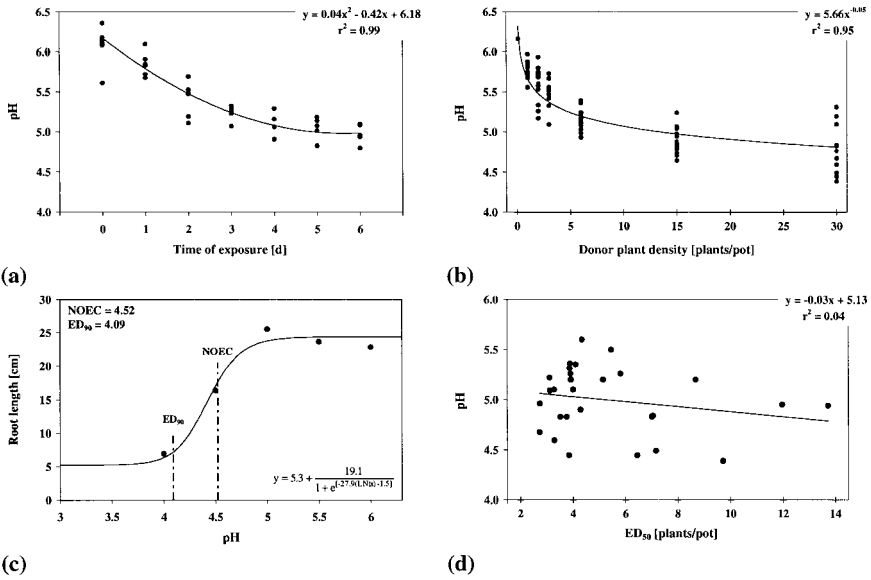 y = 0.04x² - 0.42x + 6.18
r² = 0.99
6.5
6.0
5.5
5.0
4.5
4.0
pH
0 1 2 3 4 5 6
Time of exposure [d]
(a)
y = 5.66x^-0.05
r² = 0.95
6.5
6.0
5.5
5.0
4.5
4.0
pH
0 5 10 15 20 25 30
Donor plant density [plants/pot]
(b)
NOEC = 4.52
ED₉₀ = 4.09
30
25
20
15
10
5
0
Root length [cm]
NOEC
ED₉₀
y = 5.3 + 19.1 / 1 + e^[-27.9(LN(x)-1.5]
3 3.5 4 4.5 5 5.5 6
pH
(c)
y = -0.03x + 5.13
r² = 0.04
6.0
5.5
5.0
4.5
4.0
pH
2 4 6 8 10 12 14
ED₅₀ [plants/pot]
(d)